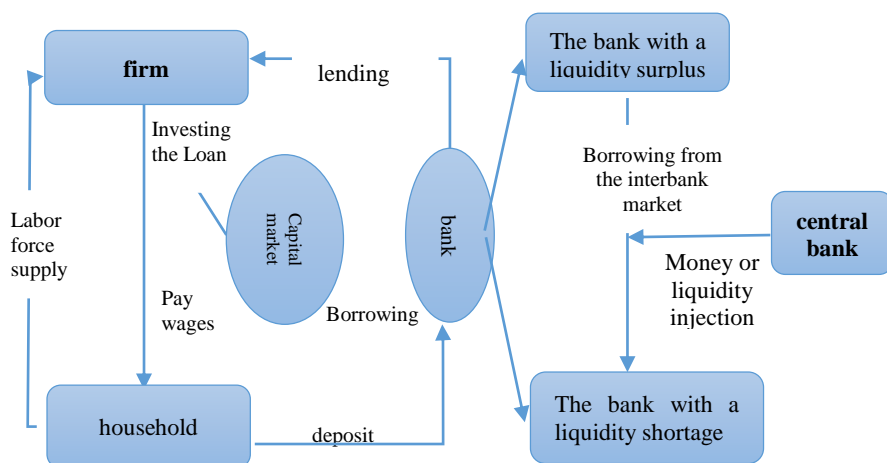 firm
lending
The bank with a
liquidity surplus
Investing
the Loan
Borrowing from
the interbank
market
Labor
force
supply
Capital
market
bank
central
bank
Money or
liquidity
injection
Pay
wages
Borrowing
household
deposit
The bank with a
liquidity shortage